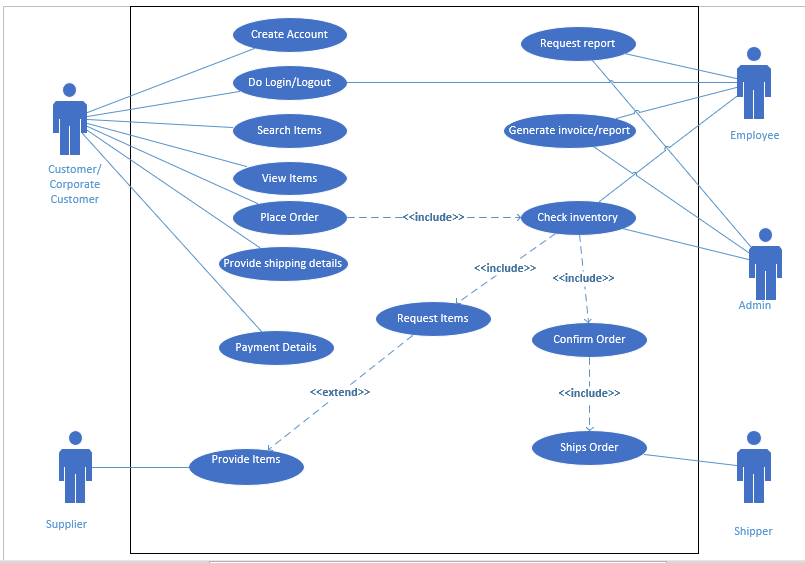 Create Account
Request report
Do Login/Logout
Search Items
Generate invoice/report
Employee
Customer/
Corporate
Customer
View Items
Place Order
<<include>>
Check inventory
Provide shipping details
<<include>>
<<include>>
Admin
Request Items
Confirm Order
Payment Details
<<extend>>
<<include>>
Provide Items
Ships Order
Supplier
Shipper